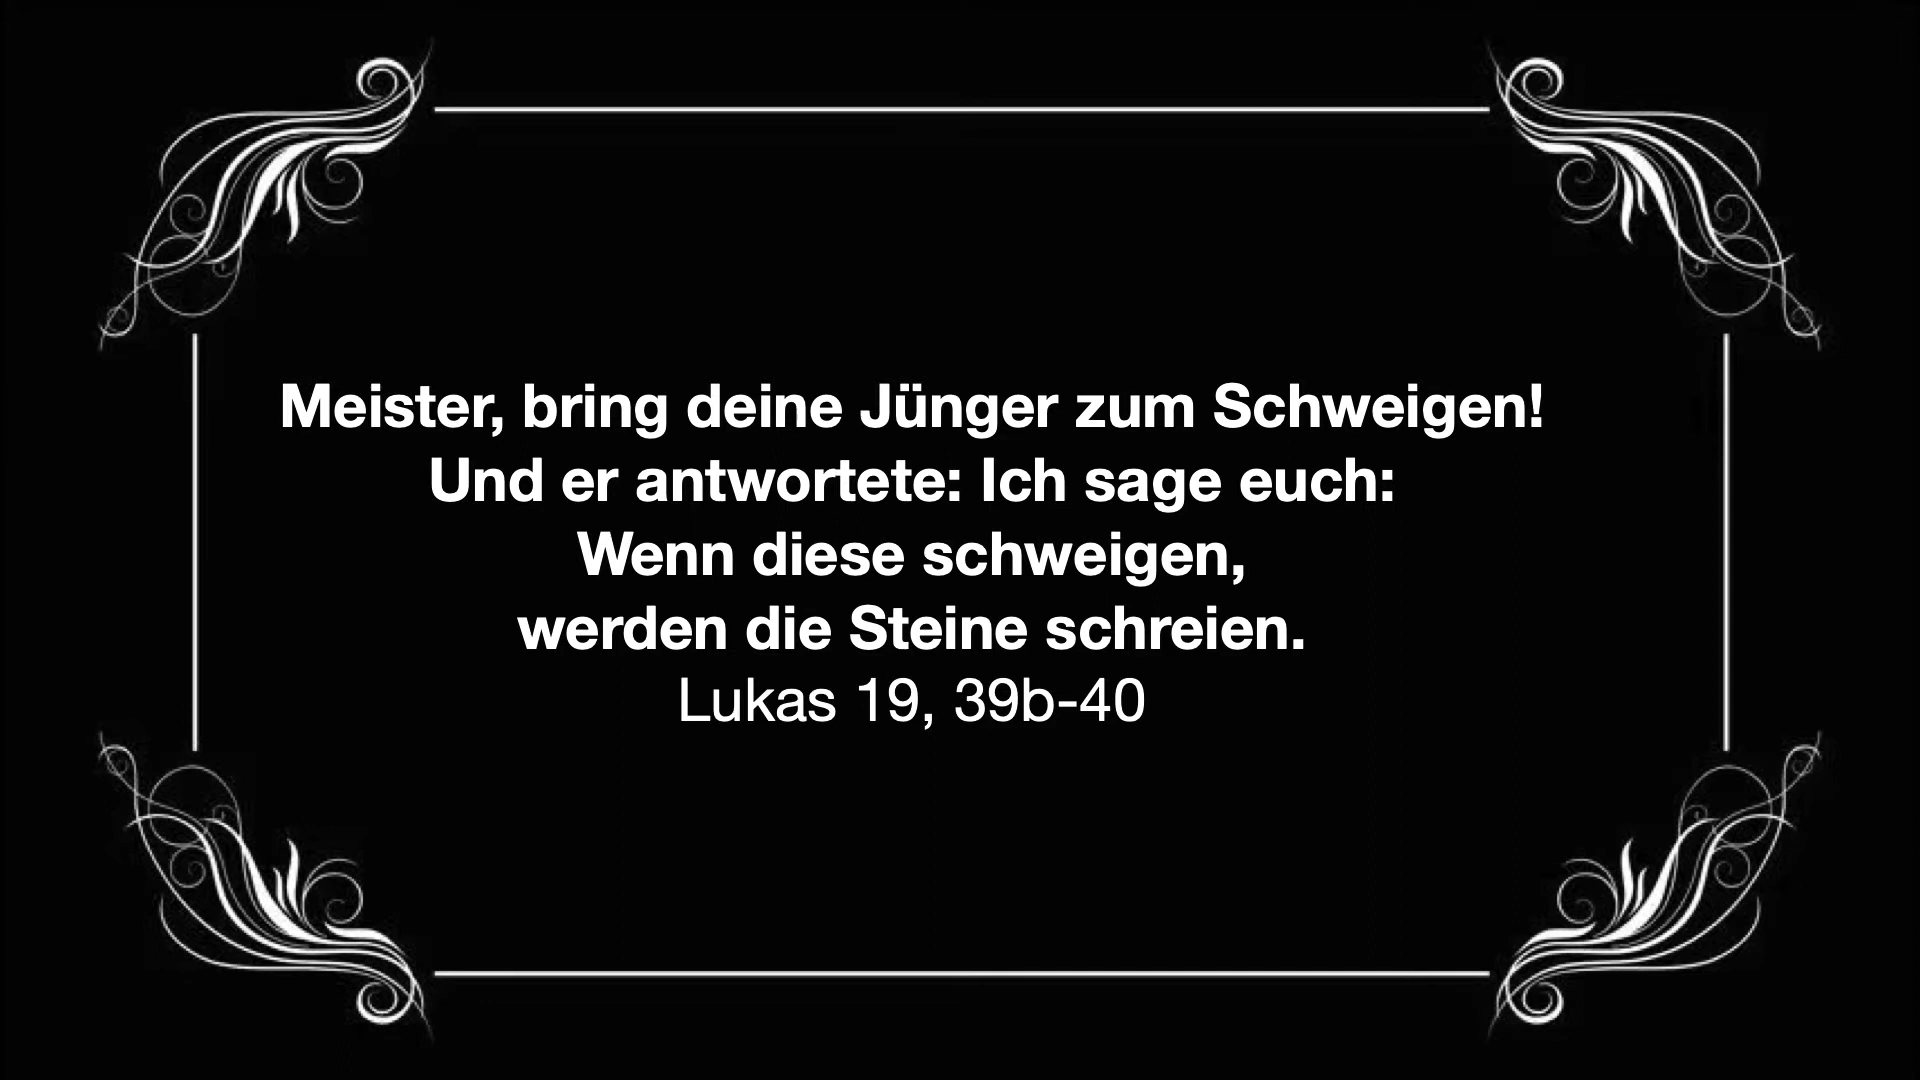 Meister, bring deine Jünger zum Schweigen!
Und er antwortete: Ich sage euch:
Wenn diese schweigen,
werden die Steine schreien.
Lukas 19, 39b-40